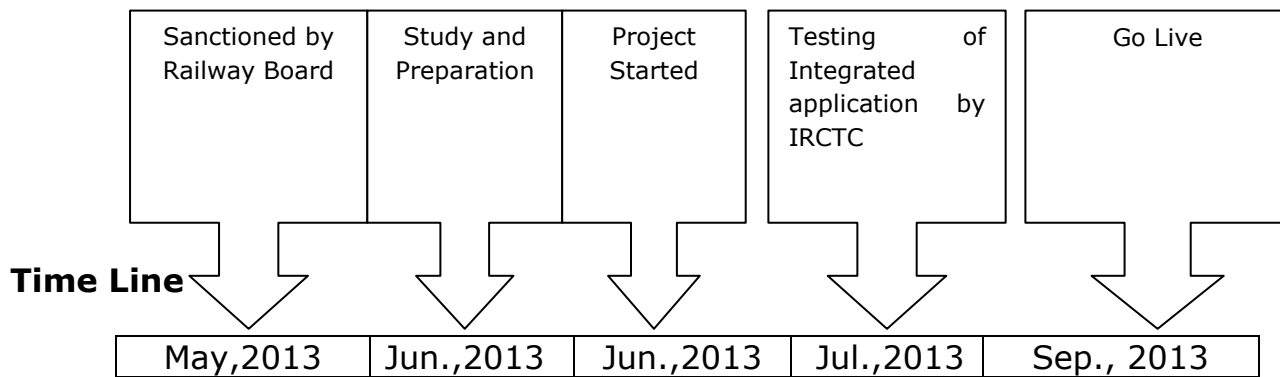 Sanctioned by
Railway Board
Study and
Preparation
Project
Started
Testing of
Integrated
application by
IRCTC
Go Live
Time Line
May,2013
Jun.,2013
Jun.,2013
Jul.,2013
Sep., 2013